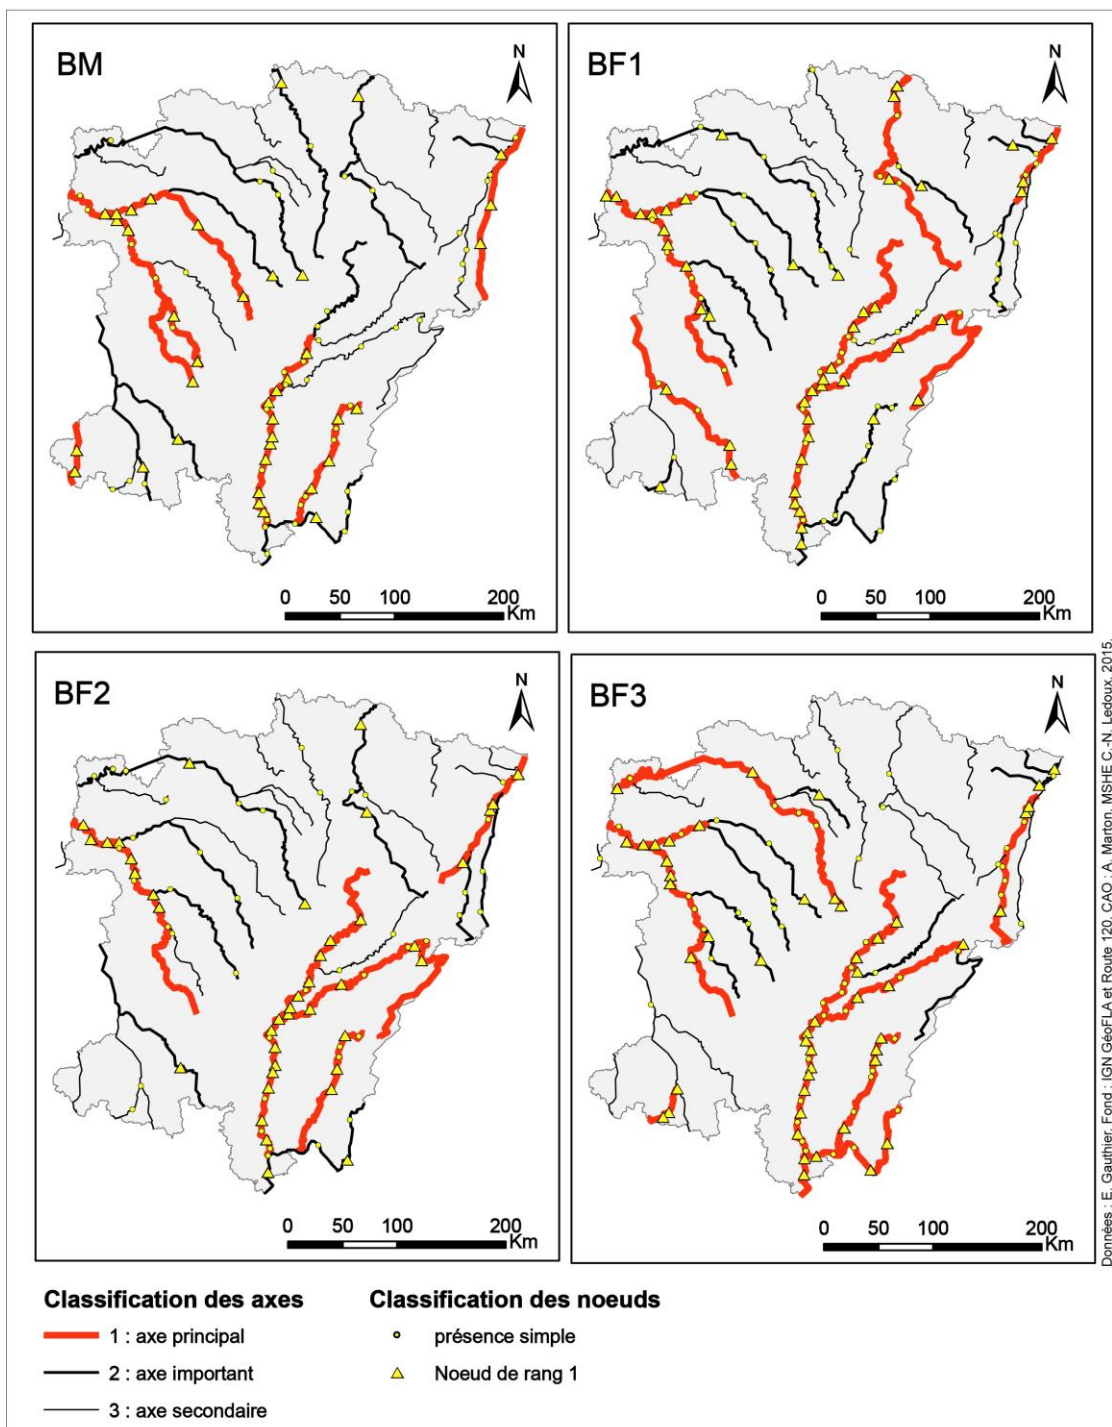 BM
N
0 50 100 200
Km
BF1
N
0 50 100 200
Km
BF2
N
0 50 100 200
Km
BF3
N
0 50 100 200
Km
Données : E. Gauthier. Fond : IGN GéoFLA et Route 120. CAO : A. Marton. MSHE C.-N. Ledoux. 2015.
Classification des axes
1 : axe principal
2 : axe important
3 : axe secondaire
Classification des noeuds
présence simple
Noeud de rang 1